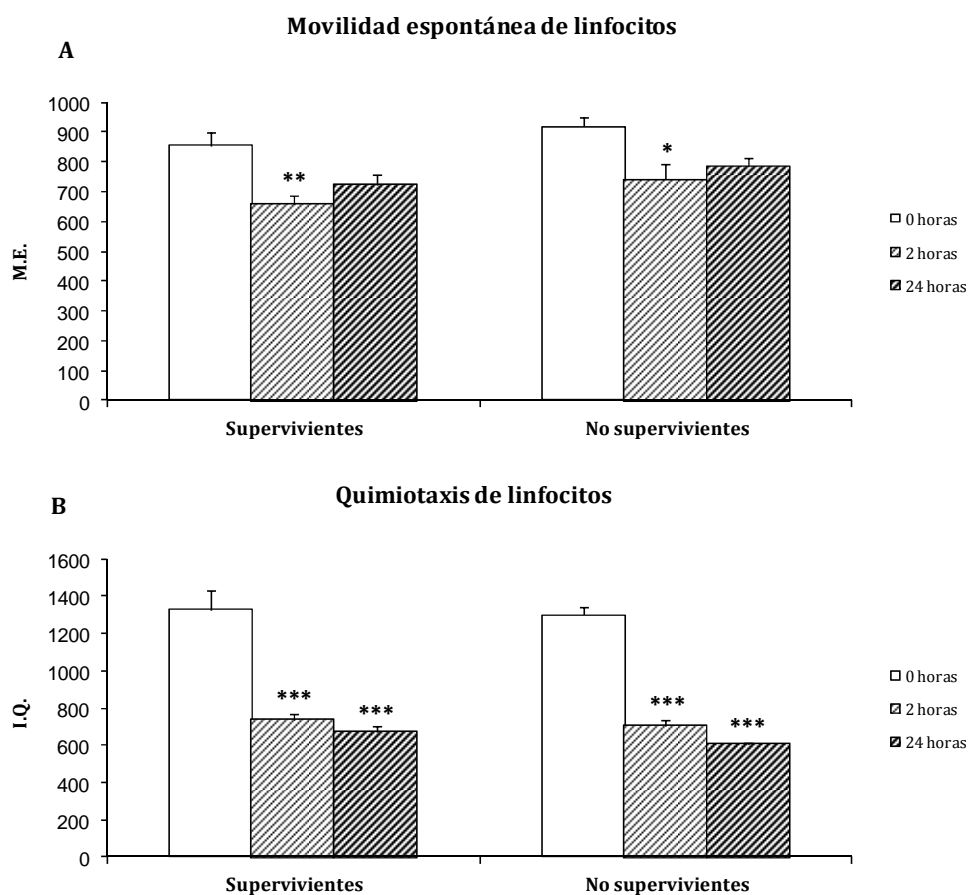 Movilidad espontánea de linfocitos
A
1000
900
800
700
600
500
400
300
200
100
0
M.E.
**
*
Supervivientes
No supervivientes
0 horas
2 horas
24 horas
Quimiotaxis de linfocitos
B
1600
1400
1200
1000
800
600
400
200
0
I.Q.
***
***
***
***
Supervivientes
No supervivientes
0 horas
2 horas
24 horas